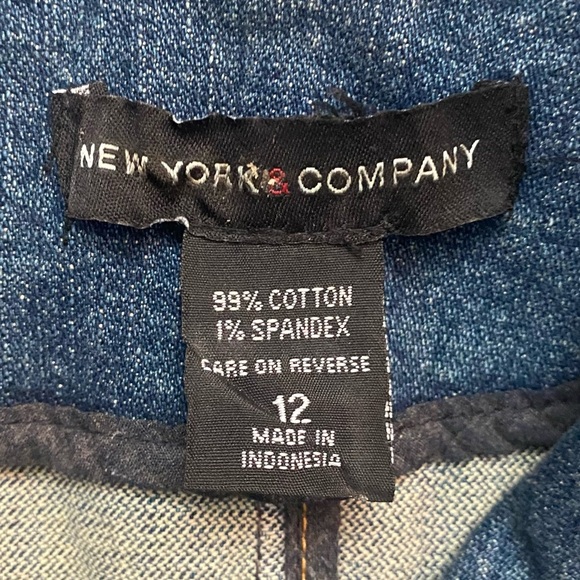 NEW YORK & COMPANY
99% COTTON
1% SPANDEX
CARE ON REVERSE
12
MADE IN
INDONESIA